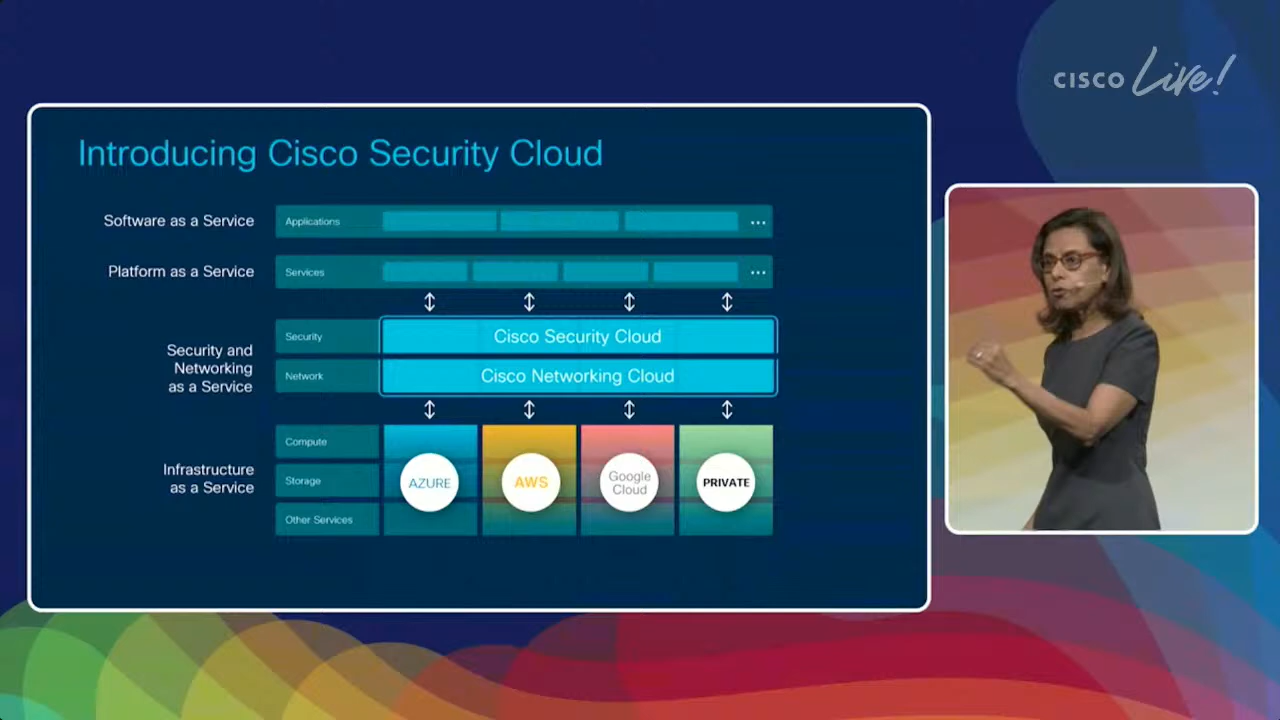 CISCO Live!
Introducing Cisco Security Cloud
Software as a Service
Applications
...
Platform as a Service
Services
...
Security and
Networking
as a Service
Security
Cisco Security Cloud
Network
Cisco Networking Cloud
Infrastructure
as a Service
Compute
Storage
Other Services
AZURE
AWS
Google
Cloud
PRIVATE